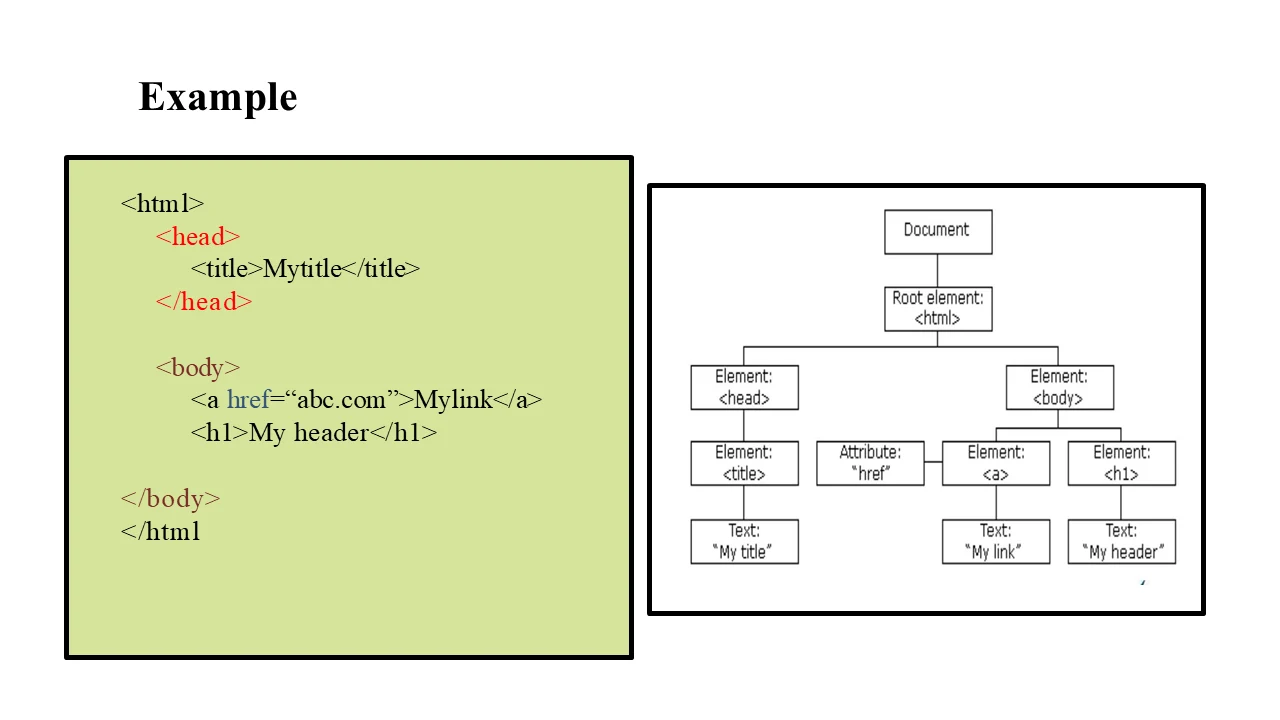 Example
<html>
<head>
<title>Mytitle</title>
</head>
<body>
<a href=“abc.com”>Mylink</a>
<h1>My header</h1>
</body>
</html
Document
Root element:
<html>
Element:
<head>
Element:
<body>
Element:
<title>
Attribute:
“href”
Element:
<a>
Element:
<h1>
Text:
“My title”
Text:
“My link”
Text:
“My header”